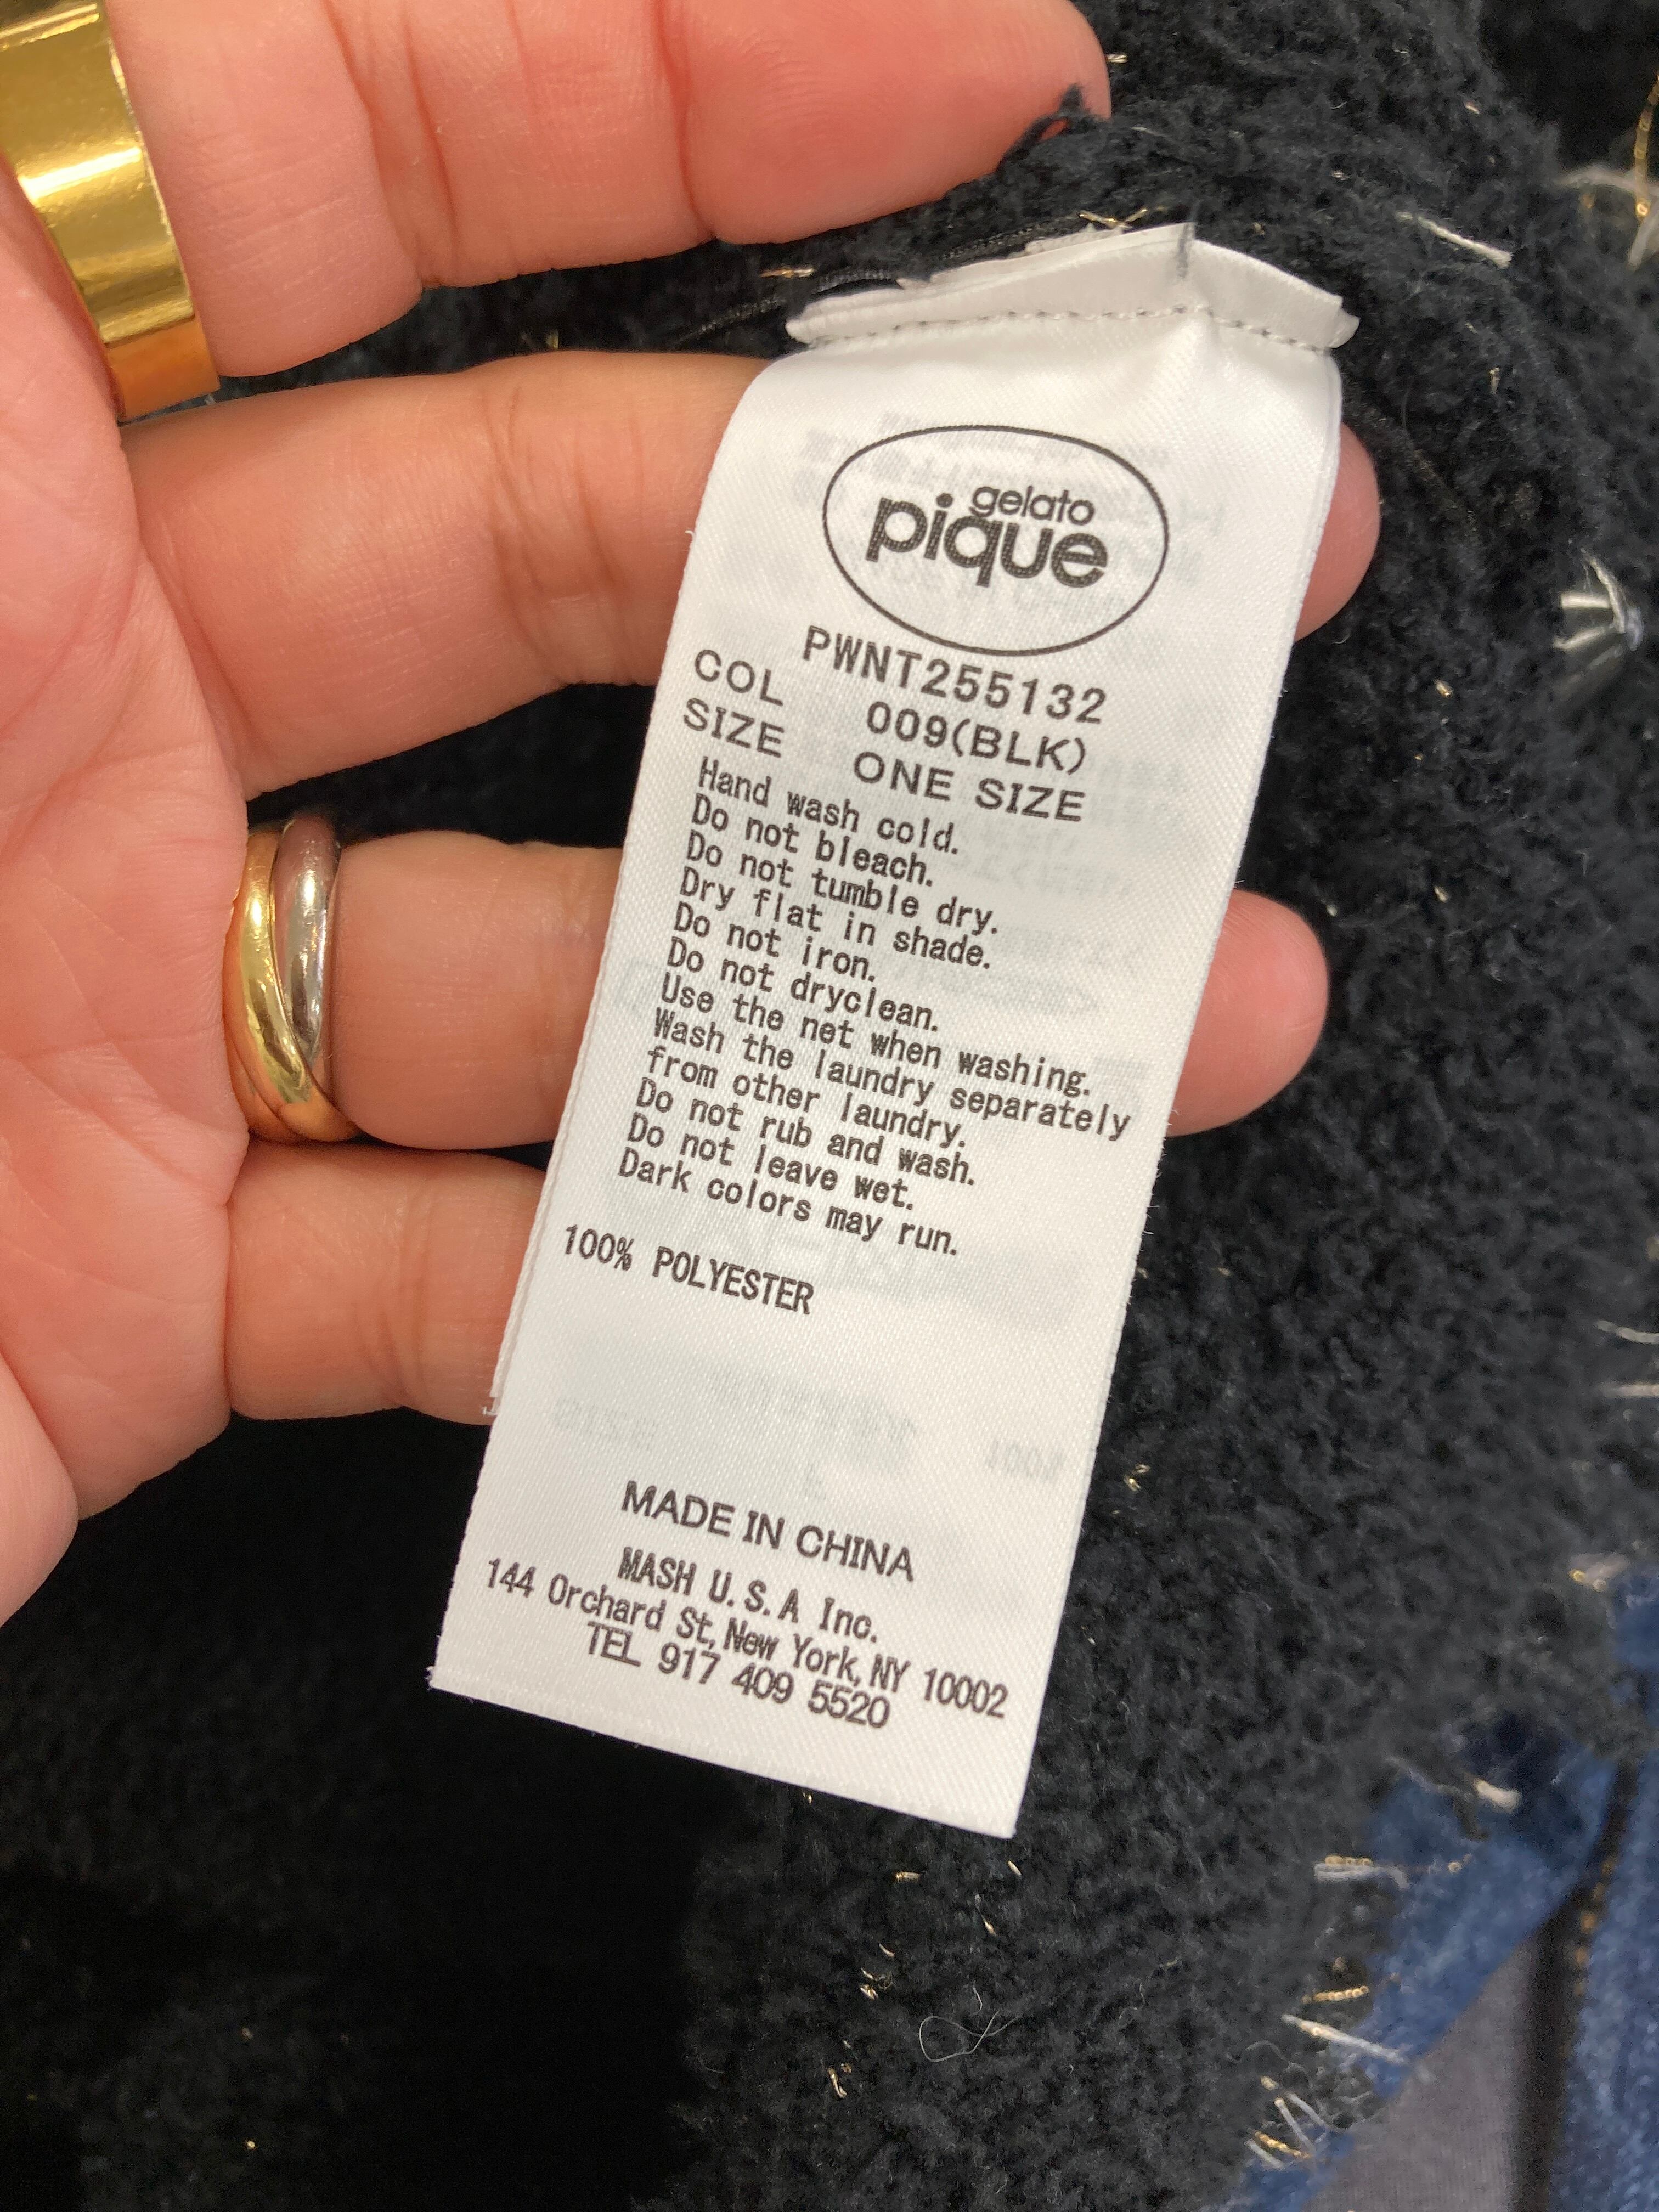 gelato
pique
PWNT255132
COL 009(BLK)
SIZE ONE SIZE
Hand wash cold.
Do not bleach.
Do not tumble dry.
Dry flat in shade.
Do not iron.
Do not dryclean.
Use the net when washing.
Wash the laundry separately
from other laundry.
Do not rub and wash.
Do not leave wet.
Dark colors may run.
100% POLYESTER
MADE IN CHINA
MASH U.S.A Inc.
144 Orchard St, New York, NY 10002
TEL 917 409 5520